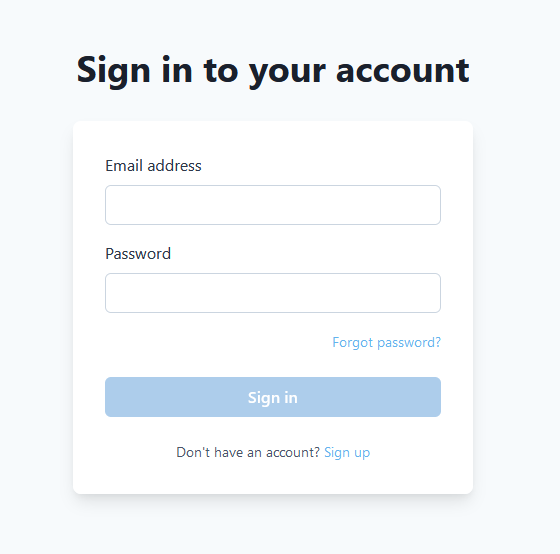 Sign in to your account
Email address
Password
Forgot password?
Sign in
Don't have an account? Sign up